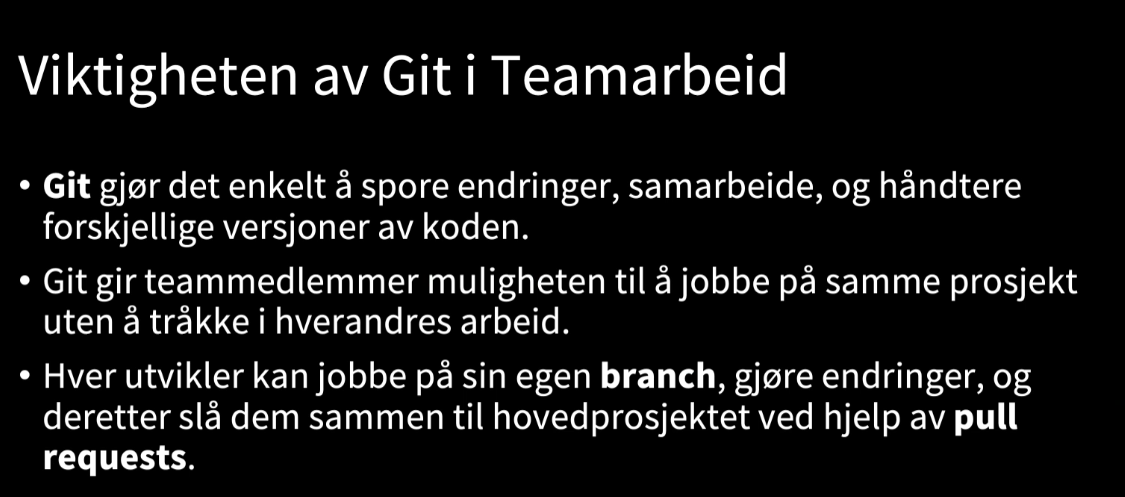 Viktigheten av Git i Teamarbeid
• Git gjør det enkelt å spore endringer, samarbeide, og håndtere
forskjellige versjoner av koden.
• Git gir teammedlemmer muligheten til å jobbe på samme prosjekt
uten å tråkke i hverandres arbeid.
• Hver utvikler kan jobbe på sin egen branch, gjøre endringer, og
deretter slå dem sammen til hovedprosjektet ved hjelp av pull
requests.